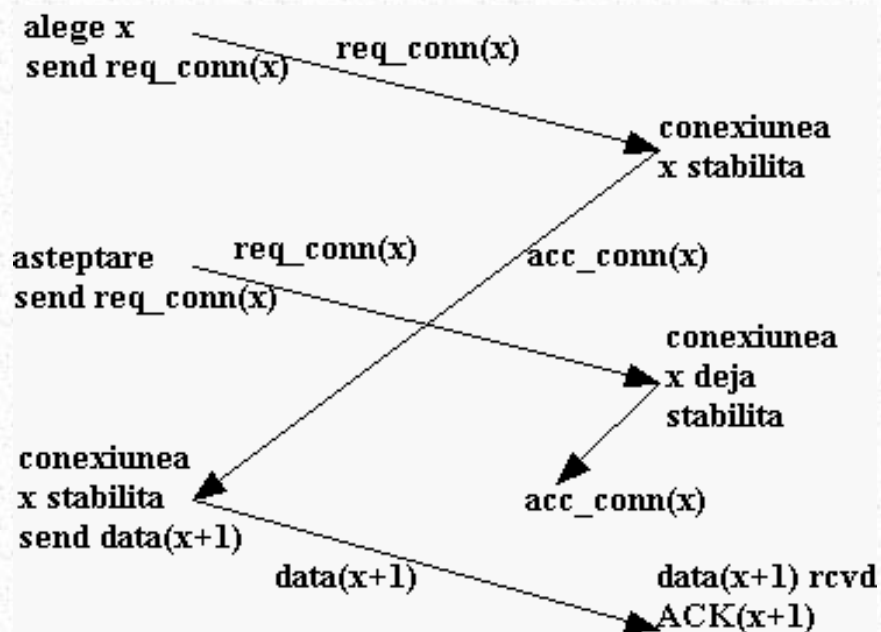 alege x
send req_conn(x)
req_conn(x)
conexiunea
x stabilita
asteptare
send req_conn(x)
req_conn(x)
acc_conn(x)
conexiunea
x deja
stabilita
conexiunea
x stabilita
send data(x+1)
acc_conn(x)
data(x+1)
data(x+1) rcvd
ACK(x+1)